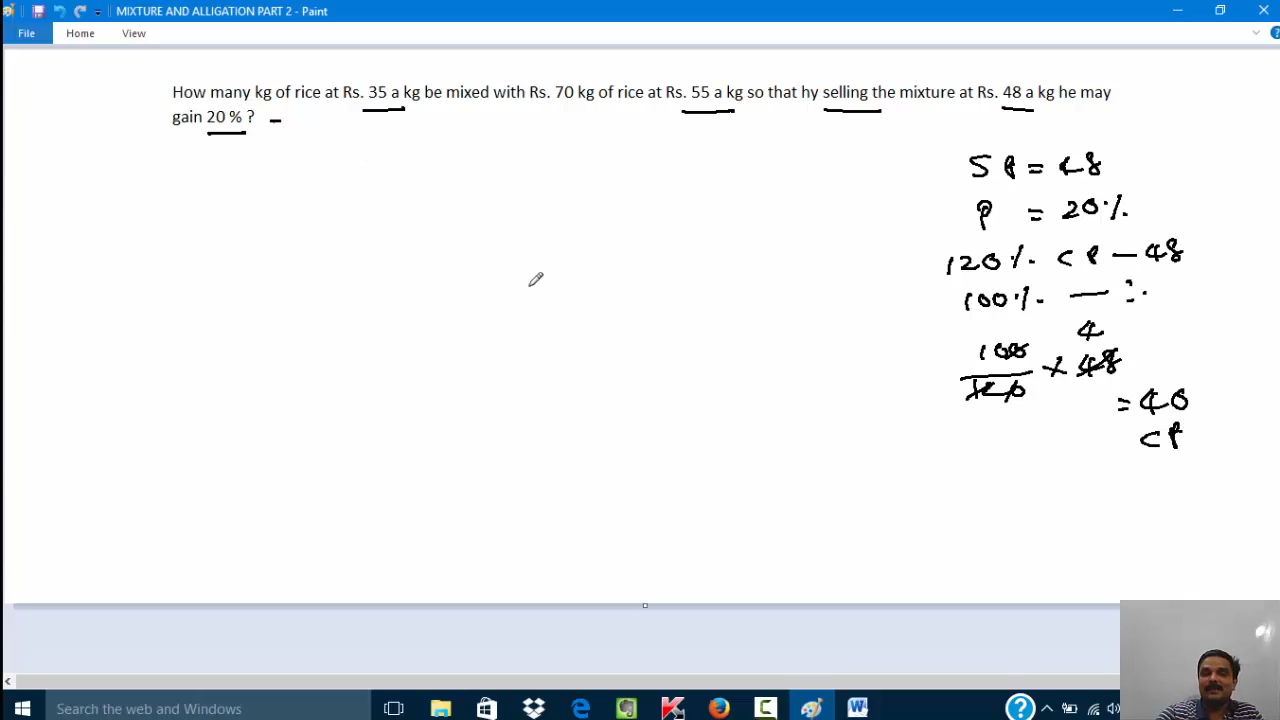 MIXTURE AND ALLIGATION PART 2 - Paint
File Home View
How many kg of rice at Rs. 35 a kg be mixed with Rs. 70 kg of rice at Rs. 55 a kg so that hy selling the mixture at Rs. 48 a kg he may
gain 20 % ?
SP = 48
P = 20%
120% CP — 48
100% — ?
4
100
120 × 48
= 40
CP
Search the web and Windows